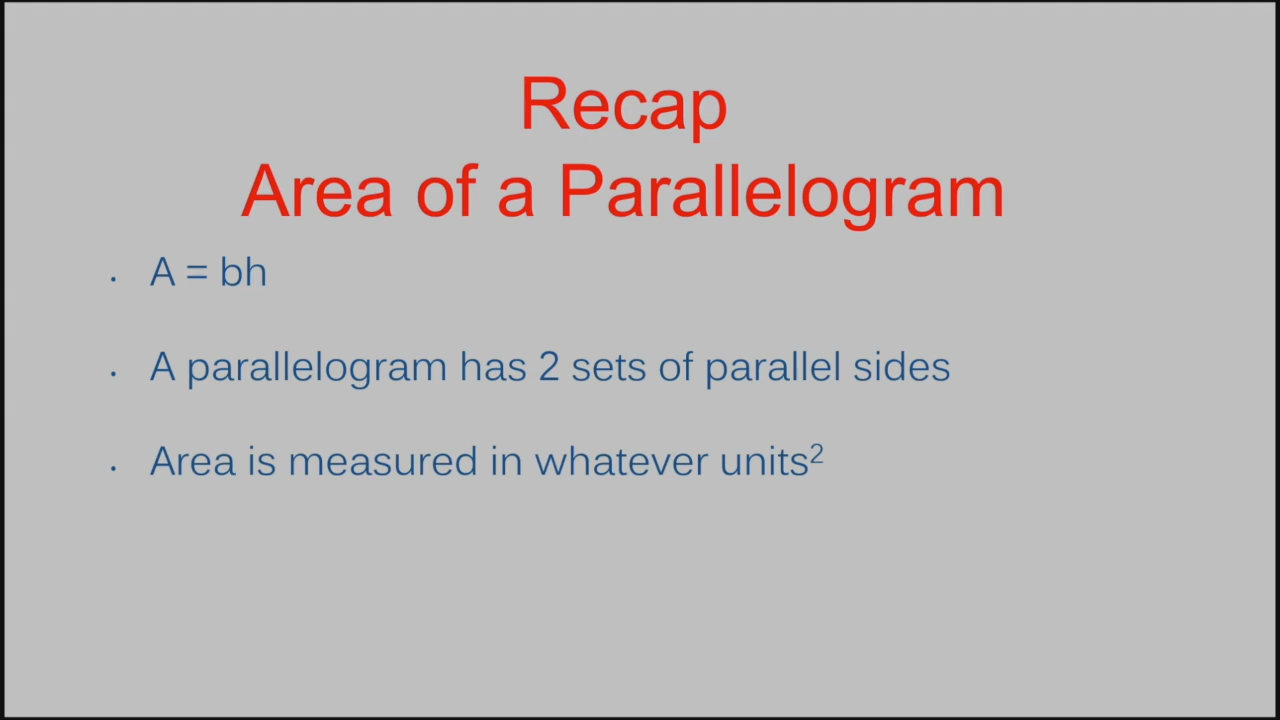 Recap
Area of a Parallelogram
• A = bh
• A parallelogram has 2 sets of parallel sides
• Area is measured in whatever units²